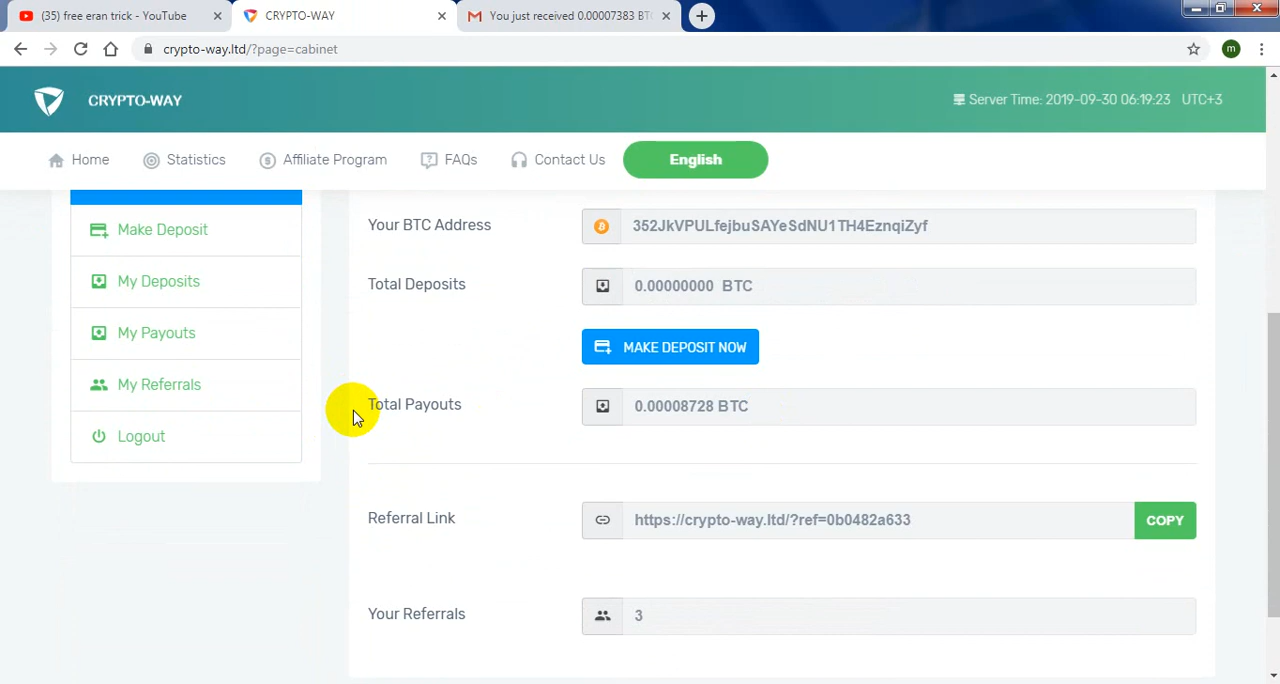 (35) free eran trick - YouTube
CRYPTO-WAY
You just received 0.00007383 BTC
crypto-way.ltd/?page=cabinet
m
CRYPTO-WAY
Server Time: 2019-09-30 06:19:23 UTC+3
Home
Statistics
Affiliate Program
FAQs
Contact Us
English
Make Deposit
My Deposits
My Payouts
My Referrals
Logout
Your BTC Address
352JkVPULfejbuSAYeSdNU1TH4EznqiZyf
Total Deposits
0.00000000 BTC
MAKE DEPOSIT NOW
Total Payouts
0.00008728 BTC
Referral Link
https://crypto-way.ltd/?ref=0b0482a633
COPY
Your Referrals
3